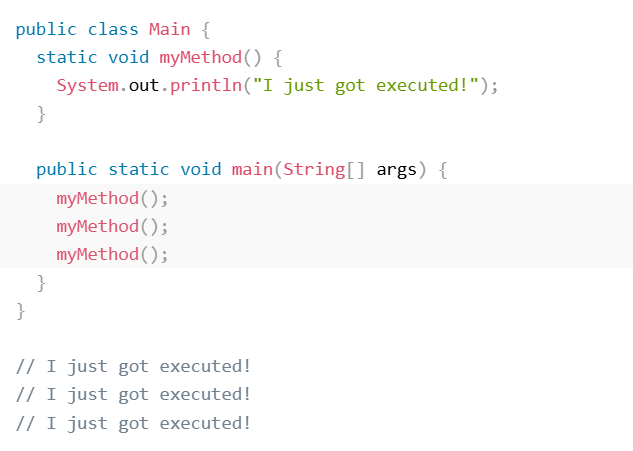 public class Main {
  static void myMethod() {
    System.out.println("I just got executed!");
  }

  public static void main(String[] args) {
    myMethod();
    myMethod();
    myMethod();
  }
}

// I just got executed!
// I just got executed!
// I just got executed!